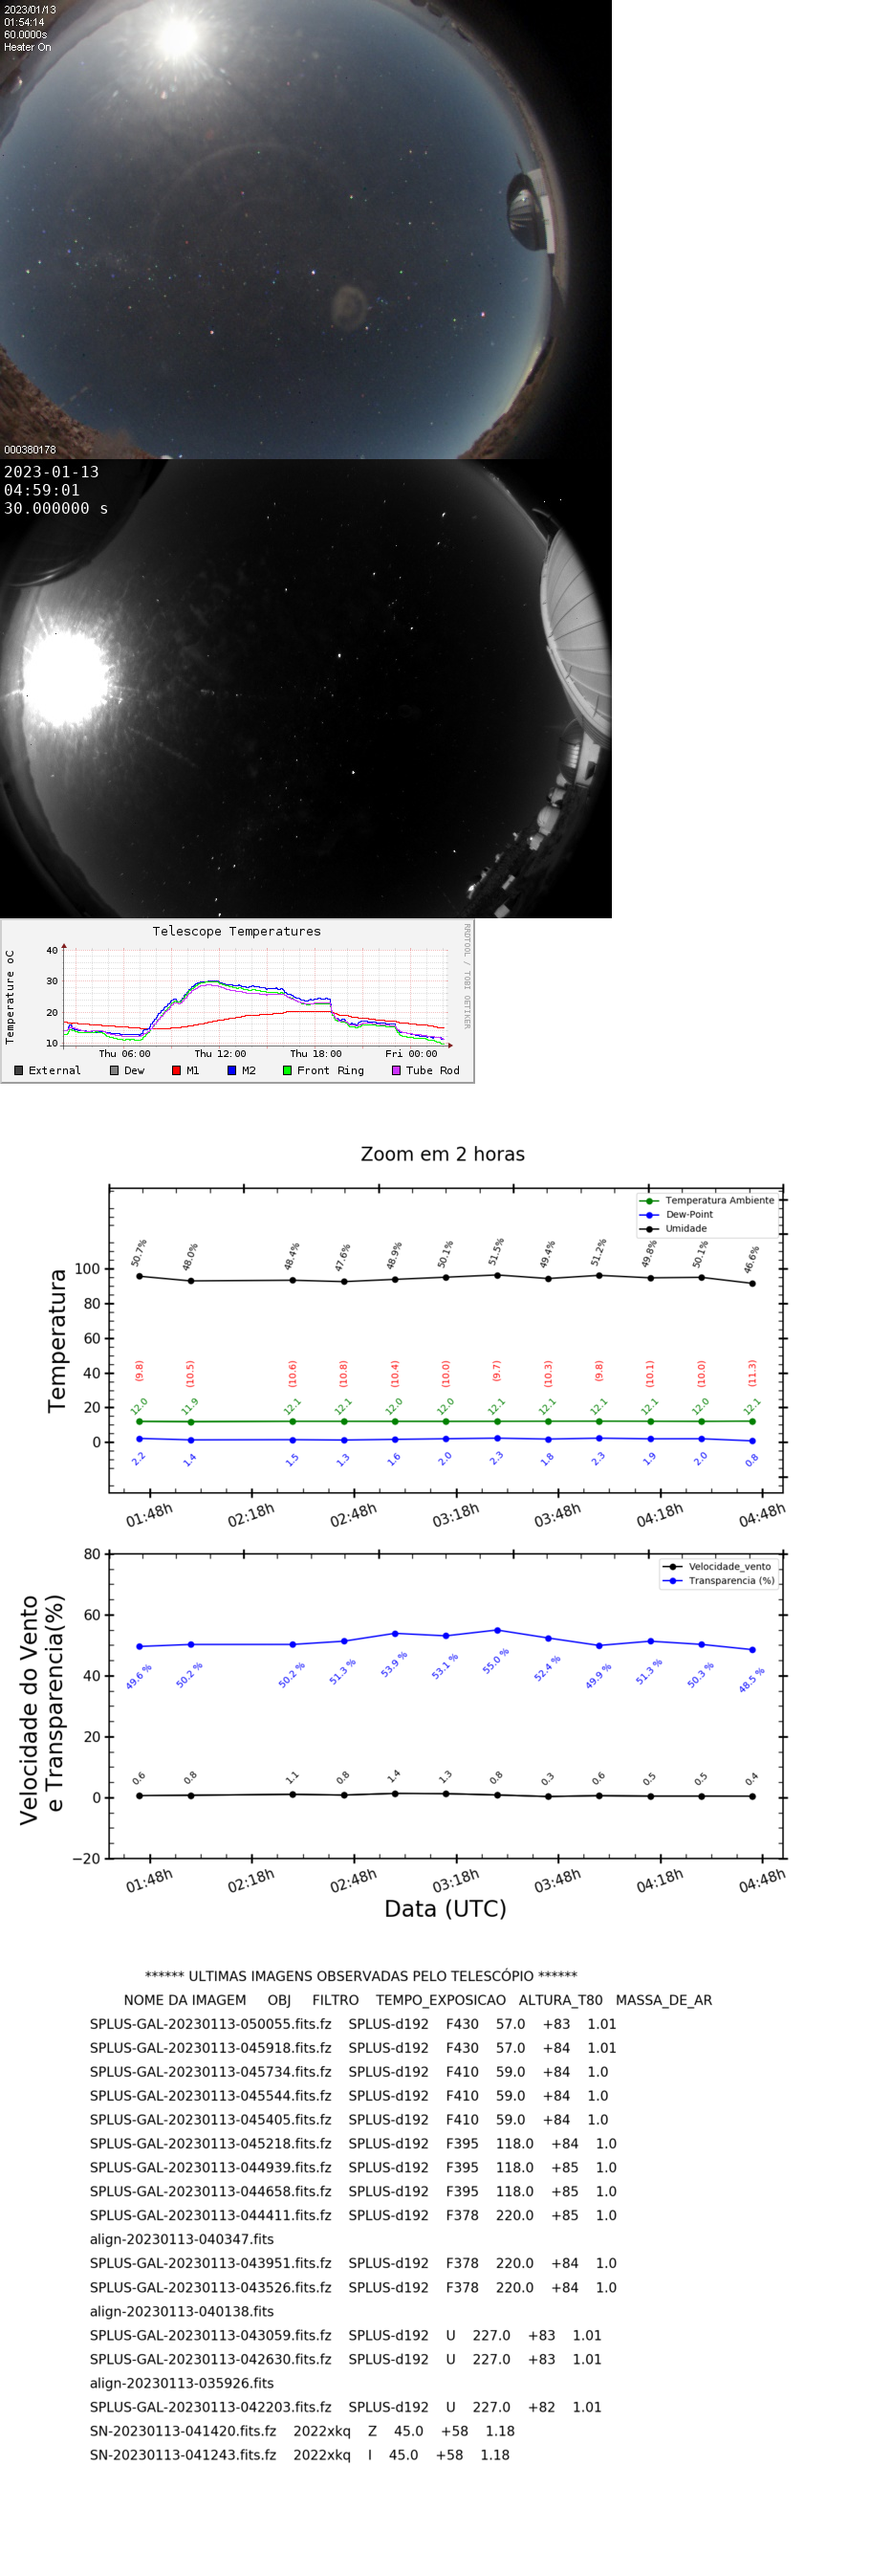 2023/01/13
01:54:14
60.0000s
Heater On
000380178
2023-01-13
04:59:01
30.000000 s
Telescope Temperatures
RRDTOOL / TOBI OETIKER
Temperature oC
40
30
20
10
Thu 06:00 Thu 12:00 Thu 18:00 Fri 00:00
External Dew M1 M2 Front Ring Tube Rod
Zoom em 2 horas
Temperatura Ambiente
Dew-Point
Umidade
Temperatura
100
80
60
40
20
0
50.7% 48.0% 48.4% 47.6% 48.9% 50.1% 51.5% 49.4% 51.2% 49.8% 50.1% 46.6%
(9.8) (10.5) (10.6) (10.8) (10.4) (10.0) (9.7) (10.3) (9.8) (10.1) (10.0) (11.3)
12.0 11.9 12.1 12.1 12.0 12.0 12.1 12.1 12.1 12.1 12.0 12.1
2.2 1.4 1.5 1.3 1.6 2.0 2.3 1.8 2.3 1.9 2.0 0.8
01:48h 02:18h 02:48h 03:18h 03:48h 04:18h 04:48h
Velocidade_vento
Transparencia (%)
Velocidade do Vento
e Transparencia(%)
80
60
40
20
0
−20
49.6 % 50.2 % 50.2 % 51.3 % 53.9 % 53.1 % 55.0 % 52.4 % 49.9 % 51.3 % 50.3 % 48.5 %
0.6 0.8 1.1 0.8 1.4 1.3 0.8 0.3 0.6 0.5 0.5 0.4
01:48h 02:18h 02:48h 03:18h 03:48h 04:18h 04:48h
Data (UTC)
****** ULTIMAS IMAGENS OBSERVADAS PELO TELESCÓPIO ******
NOME DA IMAGEM OBJ FILTRO TEMPO_EXPOSICAO ALTURA_T80 MASSA_DE_AR
SPLUS-GAL-20230113-050055.fits.fz SPLUS-d192 F430 57.0 +83 1.01
SPLUS-GAL-20230113-045918.fits.fz SPLUS-d192 F430 57.0 +84 1.01
SPLUS-GAL-20230113-045734.fits.fz SPLUS-d192 F410 59.0 +84 1.0
SPLUS-GAL-20230113-045544.fits.fz SPLUS-d192 F410 59.0 +84 1.0
SPLUS-GAL-20230113-045405.fits.fz SPLUS-d192 F410 59.0 +84 1.0
SPLUS-GAL-20230113-045218.fits.fz SPLUS-d192 F395 118.0 +84 1.0
SPLUS-GAL-20230113-044939.fits.fz SPLUS-d192 F395 118.0 +85 1.0
SPLUS-GAL-20230113-044658.fits.fz SPLUS-d192 F395 118.0 +85 1.0
SPLUS-GAL-20230113-044411.fits.fz SPLUS-d192 F378 220.0 +85 1.0
align-20230113-040347.fits
SPLUS-GAL-20230113-043951.fits.fz SPLUS-d192 F378 220.0 +84 1.0
SPLUS-GAL-20230113-043526.fits.fz SPLUS-d192 F378 220.0 +84 1.0
align-20230113-040138.fits
SPLUS-GAL-20230113-043059.fits.fz SPLUS-d192 U 227.0 +83 1.01
SPLUS-GAL-20230113-042630.fits.fz SPLUS-d192 U 227.0 +83 1.01
align-20230113-035926.fits
SPLUS-GAL-20230113-042203.fits.fz SPLUS-d192 U 227.0 +82 1.01
SN-20230113-041420.fits.fz 2022xkq Z 45.0 +58 1.18
SN-20230113-041243.fits.fz 2022xkq I 45.0 +58 1.18